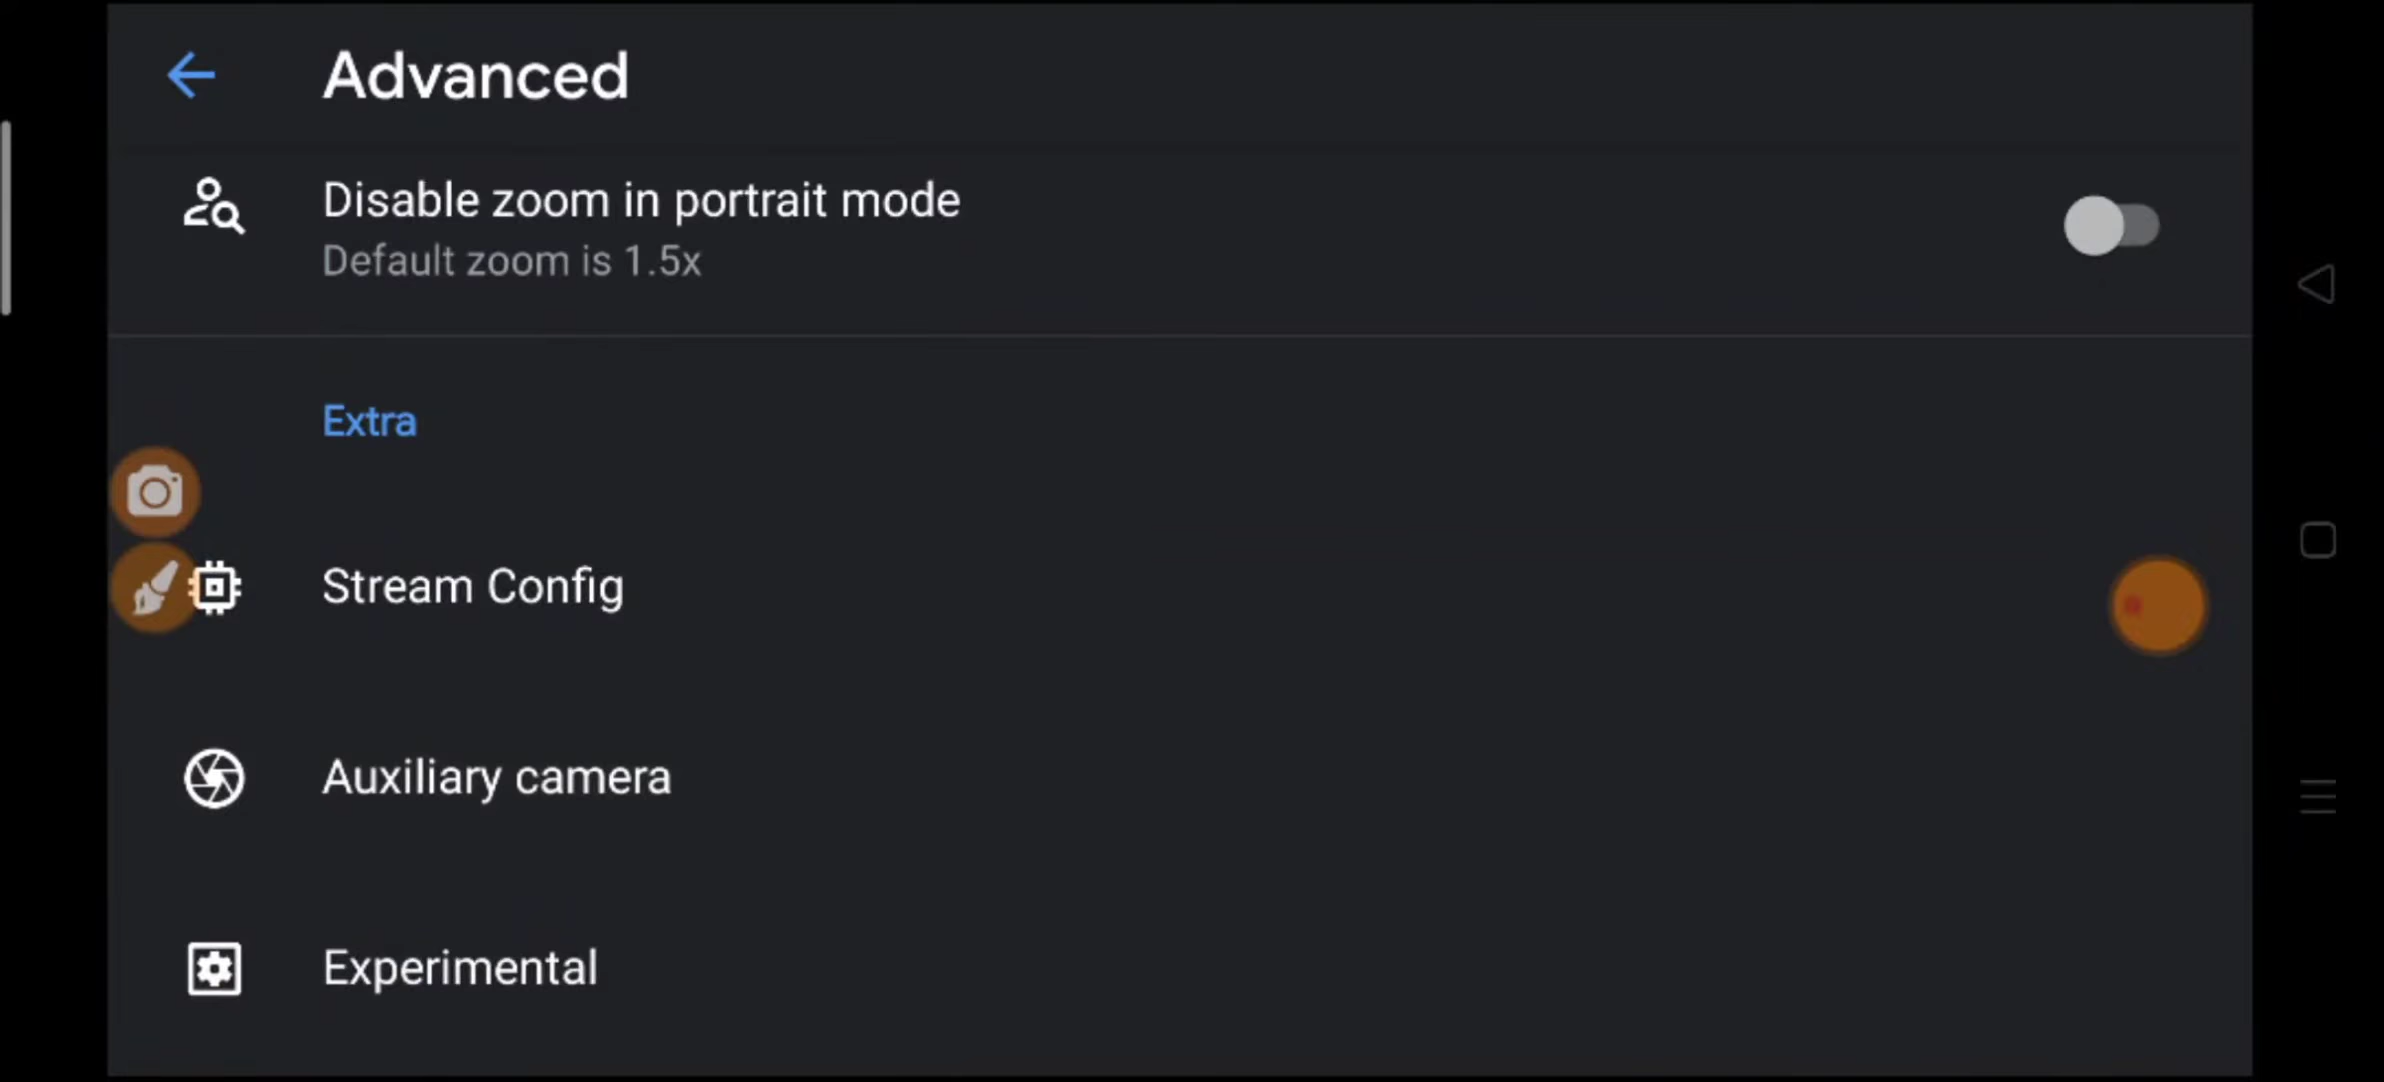 Advanced
Disable zoom in portrait mode
Default zoom is 1.5x
Extra
Stream Config
Auxiliary camera
Experimental